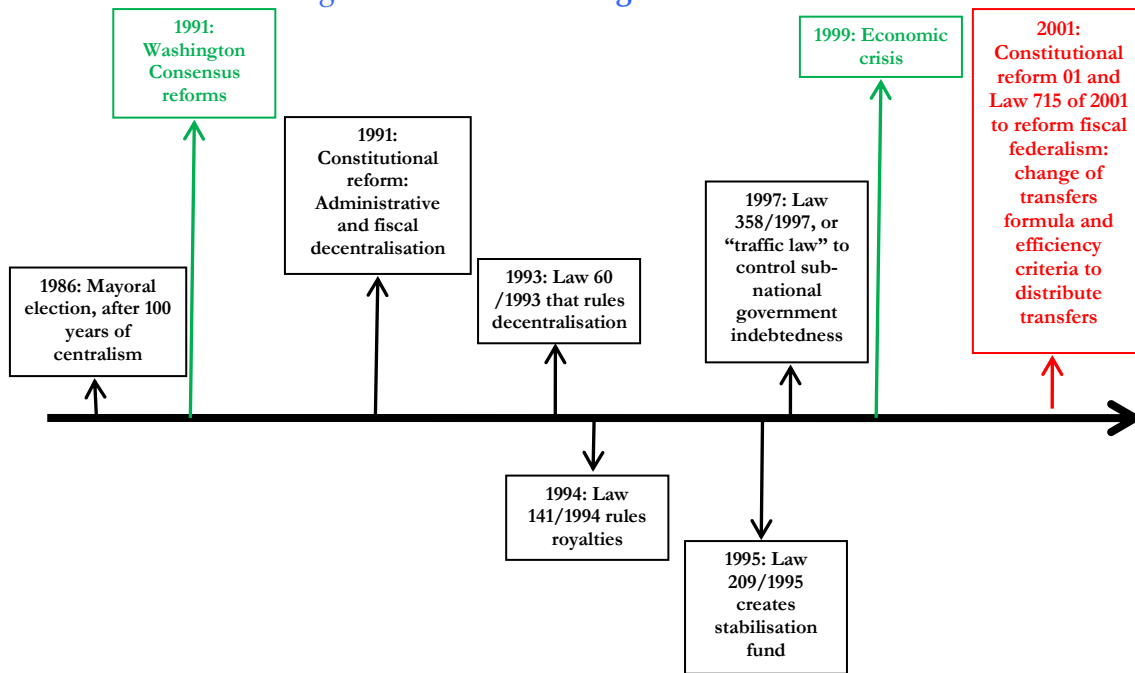 1991:
Washington
Consensus
reforms
1999: Economic
crisis
2001:
Constitutional
reform 01 and
Law 715 of 2001
to reform fiscal
federalism:
change of
transfers
formula and
efficiency
criteria to
distribute
transfers
1991:
Constitutional
reform:
Administrative
and fiscal
decentralisation
1997: Law
358/1997, or
“traffic law” to
control sub-
national
government
indebtedness
1986: Mayoral
election, after 100
years of
centralism
1993: Law 60
/1993 that rules
decentralisation
1994: Law
141/1994 rules
royalties
1995: Law
209/1995
creates
stabilisation
fund